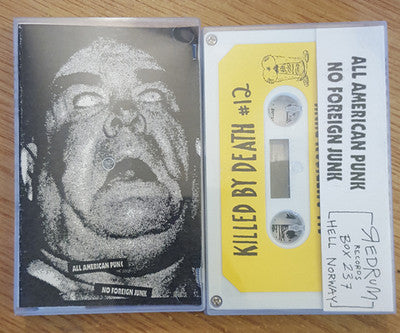 ALL AMERICAN PUNK
NO FOREIGN JUNK
KILLED BY DEATH #12
ALL AMERICAN PUNK
NO FOREIGN JUNK
REDRUM
RECORDS
BOX 237
HELL NORWAY